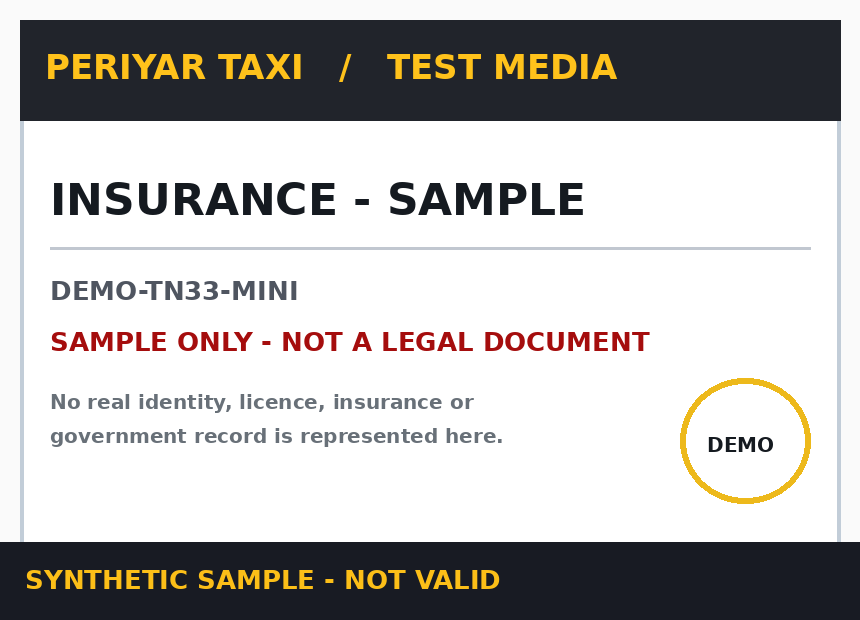 PERIYAR TAXI / TEST MEDIA
INSURANCE - SAMPLE
DEMO-TN33-MINI
SAMPLE ONLY - NOT A LEGAL DOCUMENT
No real identity, licence, insurance or
government record is represented here.
DEMO
SYNTHETIC SAMPLE - NOT VALID